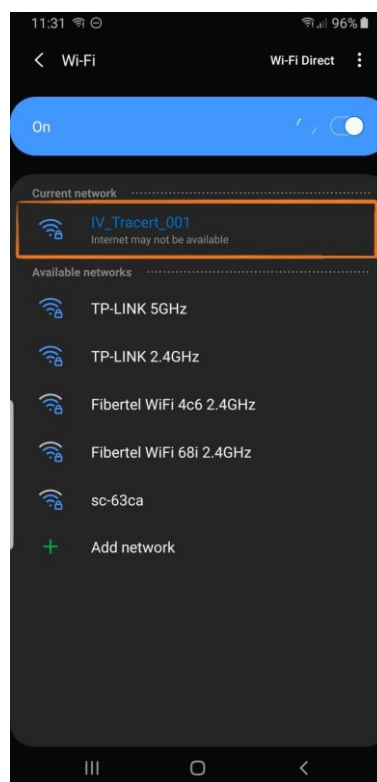 11:31 96%
Wi-Fi Wi-Fi Direct
On
Current network
IV_Tracert_001
Internet may not be available
Available networks
TP-LINK 5GHz
TP-LINK 2.4GHz
Fibertel WiFi 4c6 2.4GHz
Fibertel WiFi 68i 2.4GHz
sc-63ca
Add network